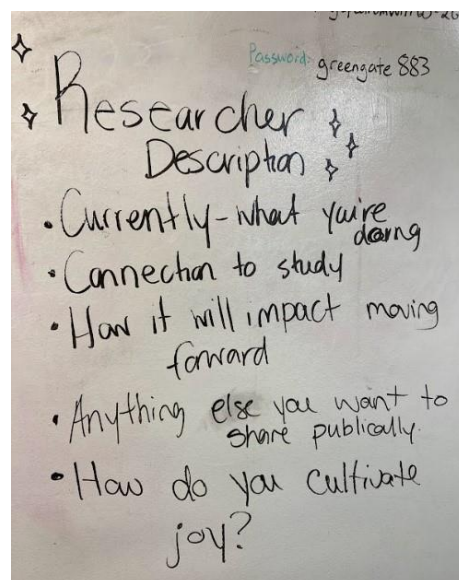 Password: greengate 883
Researcher
Description
• Currently - what you're
doing
• Connection to study
• How it will impact moving
forward
• Anything else you want to
share publically.
• How do you cultivate
joy?